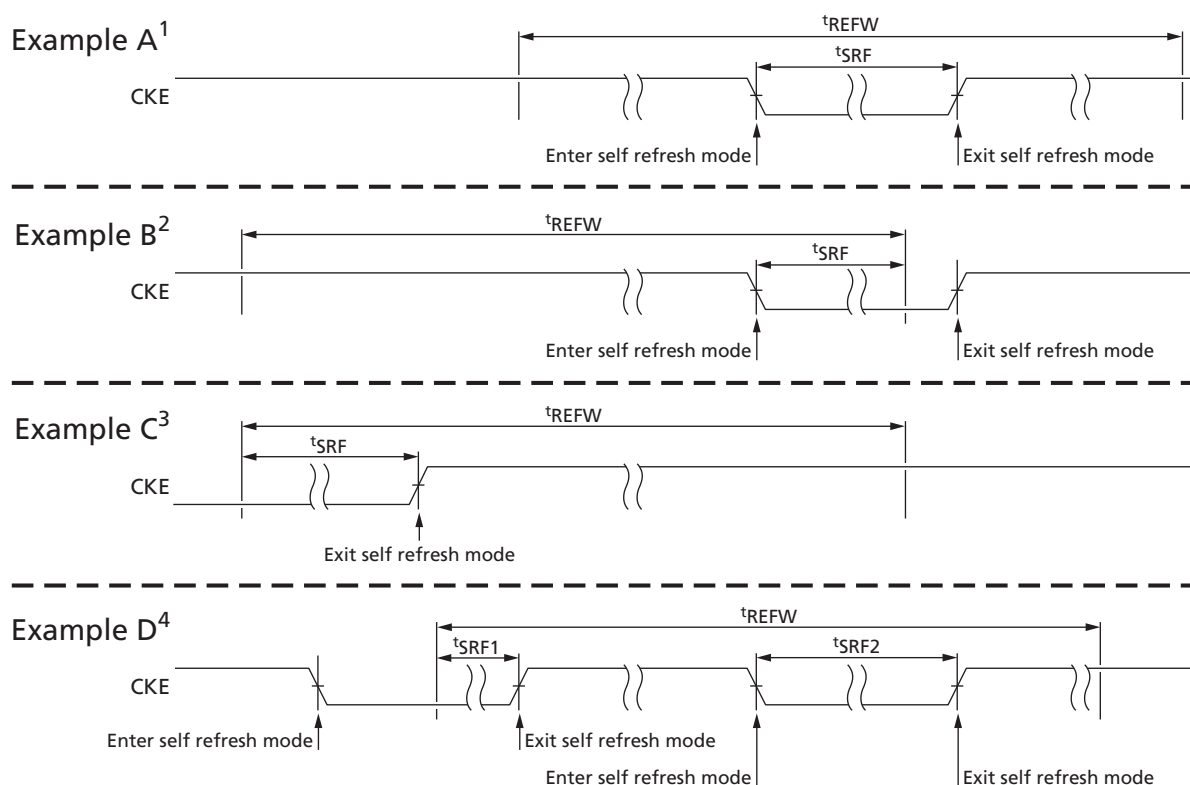 Example A¹
tREFW
tSRF
CKE
Enter self refresh mode
Exit self refresh mode
Example B²
tREFW
tSRF
CKE
Enter self refresh mode
Exit self refresh mode
Example C³
tREFW
tSRF
CKE
Exit self refresh mode
Example D⁴
tREFW
tSRF1
tSRF2
CKE
Enter self refresh mode
Exit self refresh mode
Enter self refresh mode
Exit self refresh mode